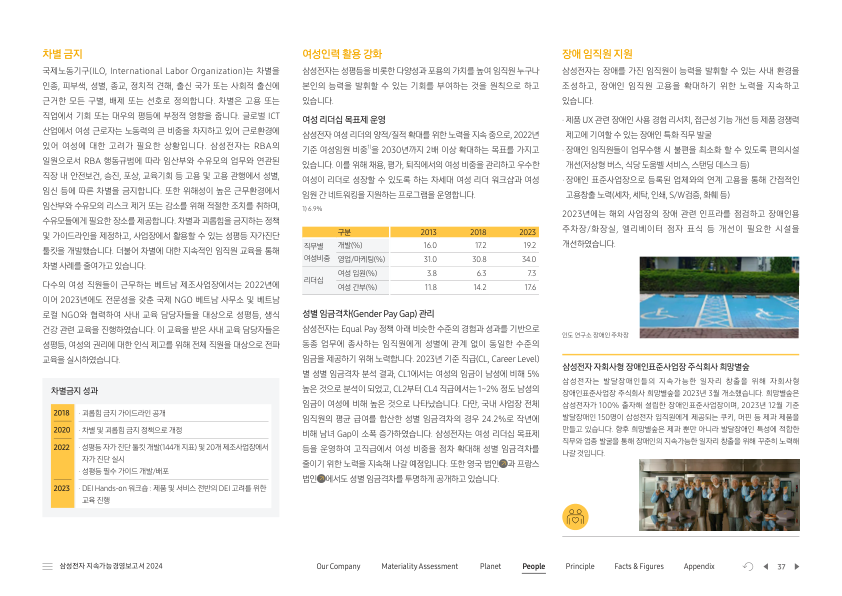 차별 금지
국제노동기구(ILO, International Labor Organization)는 차별을
인종, 피부색, 성별, 종교, 정치적 견해, 출신 국가 또는 사회적 출신에
근거한 모든 구별, 배제 또는 선호로 정의합니다. 차별은 고용 또는
직업에서 기회 또는 대우의 평등에 부정적 영향을 줍니다. 글로벌 ICT
산업에서 여성 근로자는 노동력의 큰 비중을 차지하고 있어 근로환경에
있어 여성에 대한 고려가 필요한 상황입니다. 삼성전자는 RBA의
일원으로서 RBA 행동규범에 따라 임산부와 수유모의 업무와 연관된
직장 내 안전보건, 승진, 포상, 교육기회 등 고용 및 고용 관행에서 성별,
임신 등에 따른 차별을 금지합니다. 또한 위해성이 높은 근무환경에서
임산부와 수유모의 리스크 제거 또는 감소를 위해 적절한 조치를 취하며,
수유모들에게 필요한 장소를 제공합니다. 차별과 괴롭힘을 금지하는 정책
및 가이드라인을 제정하고, 사업장에서 활용할 수 있는 성평등 자가진단
툴킷을 개발했습니다. 더불어 차별에 대한 지속적인 임직원 교육을 통해
차별 사례를 줄여가고 있습니다.
다수의 여성 직원들이 근무하는 베트남 제조사업장에서는 2022년에
이어 2023년에도 전문성을 갖춘 국제 NGO 베트남 사무소 및 베트남
로컬 NGO와 협력하여 사내 교육 담당자들을 대상으로 성평등, 생식
건강 관련 교육을 진행하였습니다. 이 교육을 받은 사내 교육 담당자들은
성평등, 여성의 권리에 대한 인식 제고를 위해 전체 직원을 대상으로 전파
교육을 실시하였습니다.
차별금지 성과
2018 · 괴롭힘 금지 가이드라인 공개
2020 · 차별 및 괴롭힘 금지 정책으로 개정
2022 · 성평등 자가 진단 툴킷 개발(144개 지표) 및 20개 제조사업장에서
자가 진단 실시
· 성평등 필수 가이드 개발/배포
2023 · DEI Hands-on 워크숍 : 제품 및 서비스 전반의 DEI 고려를 위한
교육 진행
여성인력 활용 강화
삼성전자는 성평등을 비롯한 다양성과 포용의 가치를 높여 임직원 누구나
본인의 능력을 발휘할 수 있는 기회를 부여하는 것을 원칙으로 하고
있습니다.
여성 리더십 목표제 운영
삼성전자 여성 리더의 양적/질적 확대를 위한 노력을 지속 중으로, 2022년
기준 여성임원 비중1)을 2030년까지 2배 이상 확대하는 목표를 가지고
있습니다. 이를 위해 채용, 평가, 퇴직에서의 여성 비중을 관리하고 우수한
여성이 리더로 성장할 수 있도록 하는 차세대 여성 리더 워크샵과 여성
임원 간 네트워킹을 지원하는 프로그램을 운영합니다.
1) 6.9%
구분 2013 2018 2023
직무별 여성비중 개발(%) 16.0 17.2 19.2
영업/마케팅(%) 31.0 30.8 34.0
리더십 여성 임원(%) 3.8 6.3 7.3
여성 간부(%) 11.8 14.2 17.6
성별 임금격차(Gender Pay Gap) 관리
삼성전자는 Equal Pay 정책 아래 비슷한 수준의 경험과 성과를 기반으로
동종 업무에 종사하는 임직원에게 성별에 관계 없이 동일한 수준의
임금을 제공하기 위해 노력합니다. 2023년 기준 직급(CL, Career Level)
별 성별 임금격차 분석 결과, CL1에서는 여성의 임금이 남성에 비해 5%
높은 것으로 분석이 되었고, CL2부터 CL4 직급에서는 1~2% 정도 남성의
임금이 여성에 비해 높은 것으로 나타났습니다. 다만, 국내 사업장 전체
임직원의 평균 급여를 합산한 성별 임금격차의 경우 24.2%로 작년에
비해 남녀 Gap이 소폭 증가하였습니다. 삼성전자는 여성 리더십 목표제
등을 운영하여 고직급에서 여성 비중을 점차 확대해 성별 임금격차를
줄이기 위한 노력을 지속해 나갈 예정입니다. 또한 영국 법인과 프랑스
법인에서도 성별 임금격차를 투명하게 공개하고 있습니다.
장애 임직원 지원
삼성전자는 장애를 가진 임직원이 능력을 발휘할 수 있는 사내 환경을
조성하고, 장애인 임직원 고용을 확대하기 위한 노력을 지속하고
있습니다.
· 제품 UX 관련 장애인 사용 경험 리서치, 접근성 기능 개선 등 제품 경쟁력
제고에 기여할 수 있는 장애인 특화 직무 발굴
· 장애인 임직원들이 업무수행 시 불편을 최소화 할 수 있도록 편의시설
개선(저상형 버스, 식당 도움벨 서비스, 스탠딩 데스크 등)
· 장애인 표준사업장으로 등록된 업체와의 연계 고용을 통해 간접적인
고용창출 노력(세차, 세탁, 인쇄, S/W검증, 화훼 등)
2023년에는 해외 사업장의 장애 관련 인프라를 점검하고 장애인용
주차장/화장실, 엘리베이터 점자 표식 등 개선이 필요한 시설을
개선하였습니다.
인도 연구소 장애인 주차장
삼성전자 자회사형 장애인표준사업장 주식회사 희망별숲
삼성전자는 발달장애인들의 지속가능한 일자리 창출을 위해 자회사형
장애인표준사업장 주식회사 희망별숲을 2023년 3월 개소했습니다. 희망별숲은
삼성전자가 100% 출자해 설립한 장애인표준사업장이며, 2023년 12월 기준
발달장애인 150명이 삼성전자 임직원에게 제공되는 쿠키, 머핀 등 제과 제품을
만들고 있습니다. 향후 희망별숲은 제과 뿐만 아니라 발달장애인 특성에 적합한
직무와 업종 발굴을 통해 장애인의 지속가능한 일자리 창출을 위해 꾸준히 노력해
나갈 것입니다.
삼성전자 지속가능경영보고서 2024
Our Company Materiality Assessment Planet People Principle Facts & Figures Appendix 37